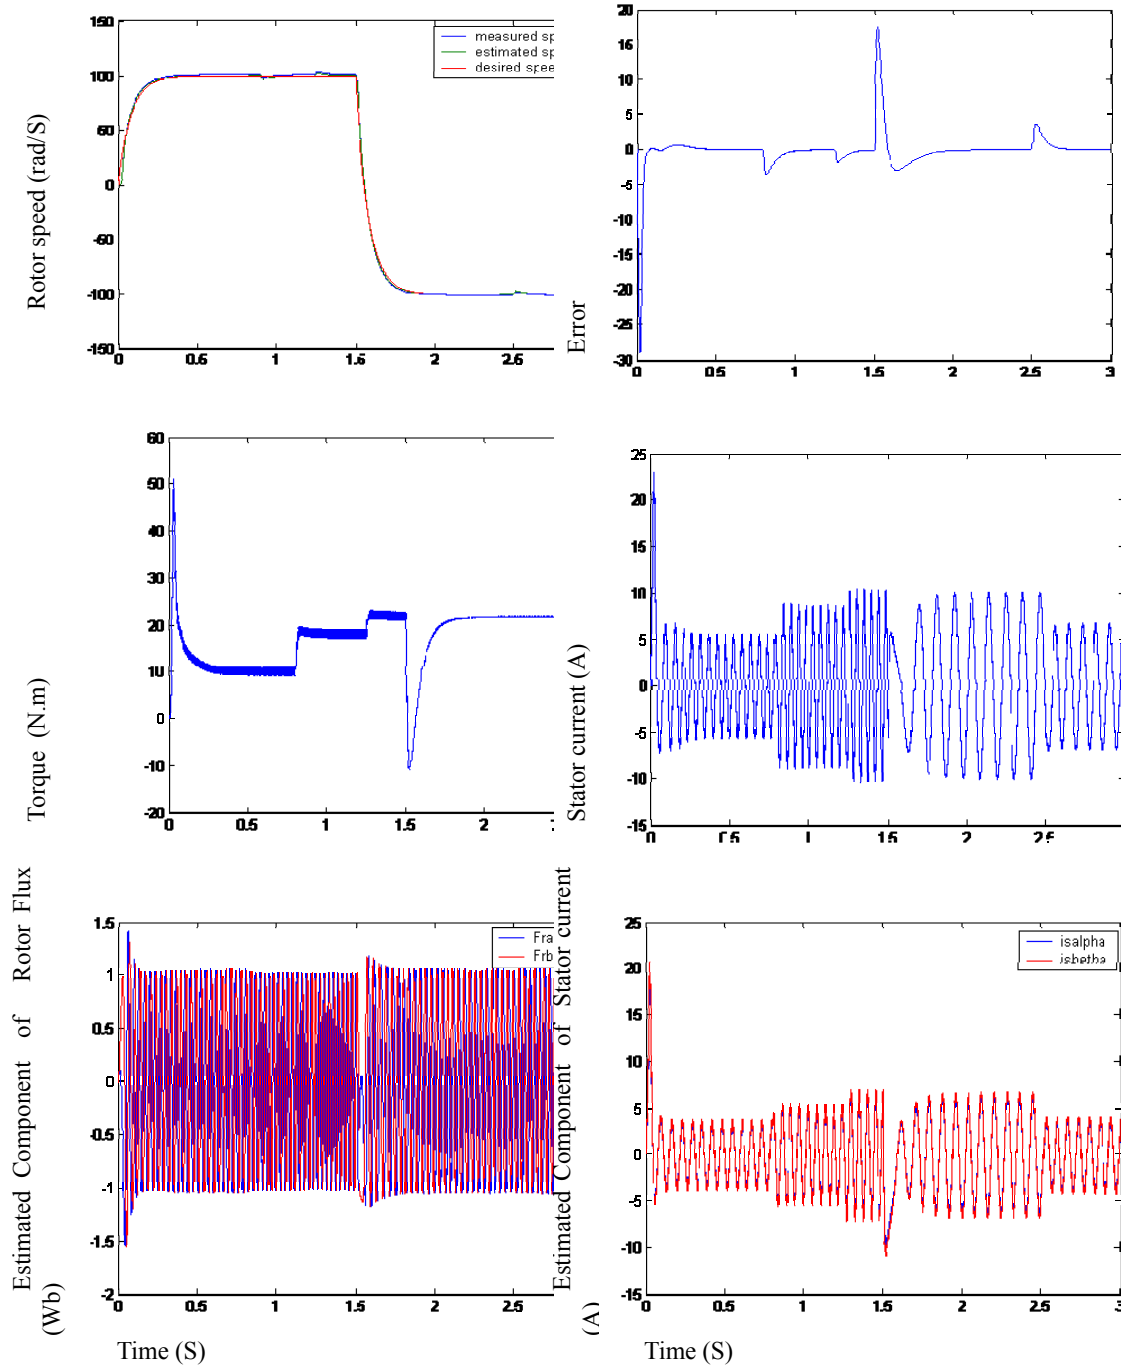 Rotor speed (rad/S)
150
100
50
0
-50
-100
-150
0 0.5 1 1.5 2 2.5
measured sp
estimated sp
desired spee
Error
20
15
10
5
0
-5
-10
-15
-20
-25
-30
0 0.5 1 1.5 2 2.5 3
Torque (N.m)
60
50
40
30
20
10
0
-10
-20
0 0.5 1 1.5 2
Stator current (A)
25
20
15
10
5
0
-5
-10
-15
0 0.5 1 1.5 2 2.5
Estimated Component of Rotor Flux
(Wb)
1.5
1
0.5
0
-0.5
-1
-1.5
-2
0 0.5 1 1.5 2 2.5
Fra
Frb
Time (S)
Estimated Component of Stator current
(A)
25
20
15
10
5
0
-5
-10
-15
0 0.5 1 1.5 2 2.5 3
isalpha
isbetha
Time (S)